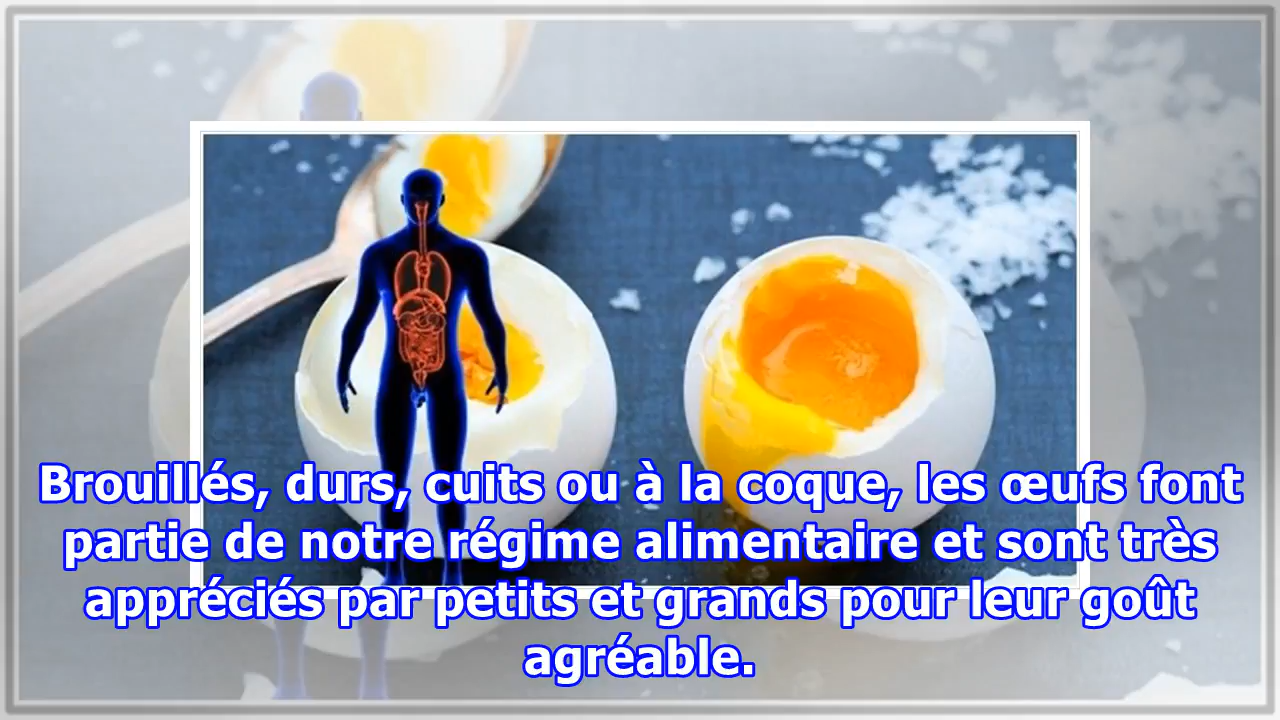 Brouillés, durs, cuits ou à la coque, les œufs font
partie de notre régime alimentaire et sont très
appréciés par petits et grands pour leur goût
agréable.